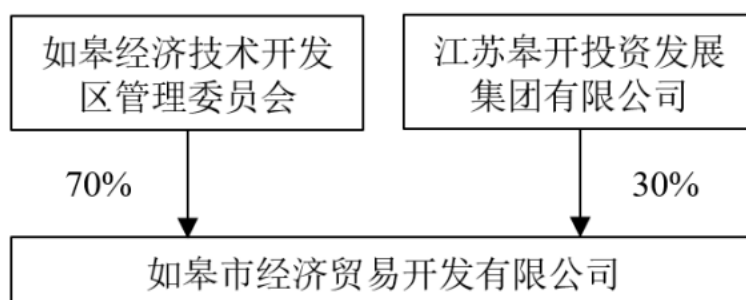 如皋经济技术开发
区管理委员会
江苏皋开投资发展
集团有限公司
70%
30%
如皋市经济贸易开发有限公司